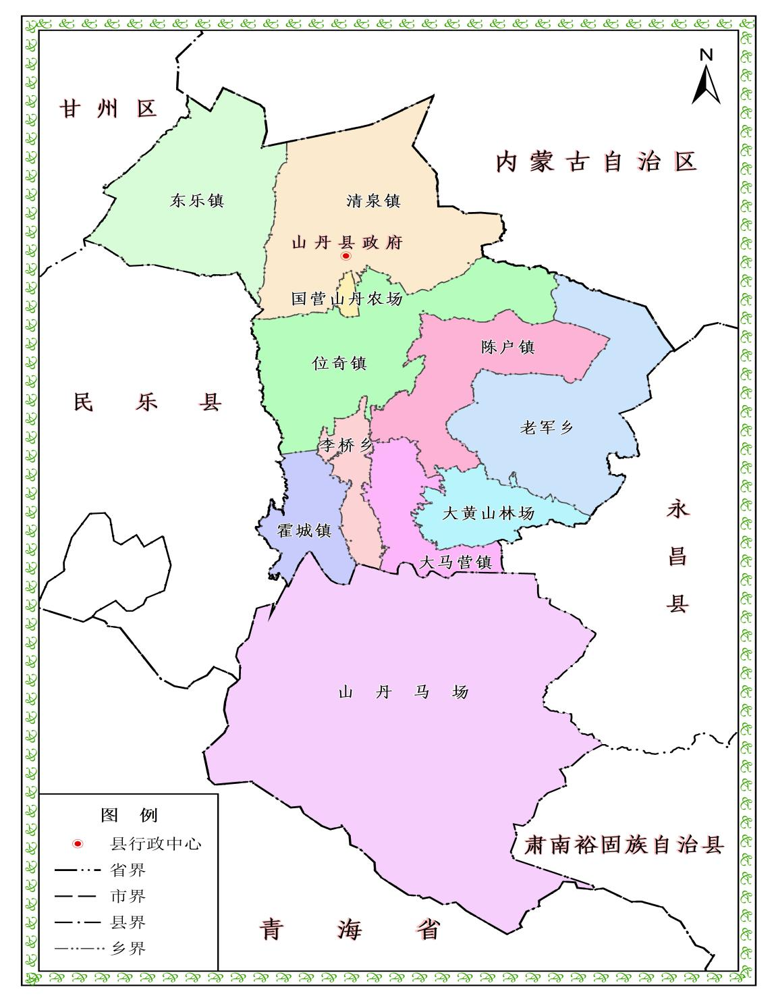 N
甘州区
内蒙古自治区
东乐镇
清泉镇
山丹县政府
国营山丹农场
陈户镇
位奇镇
民乐县
老军乡
李桥乡
永昌县
大黄山林场
霍城镇
大马营镇
山丹马场
肃南裕固族自治县
青海省
图例
县行政中心
省界
市界
县界
乡界